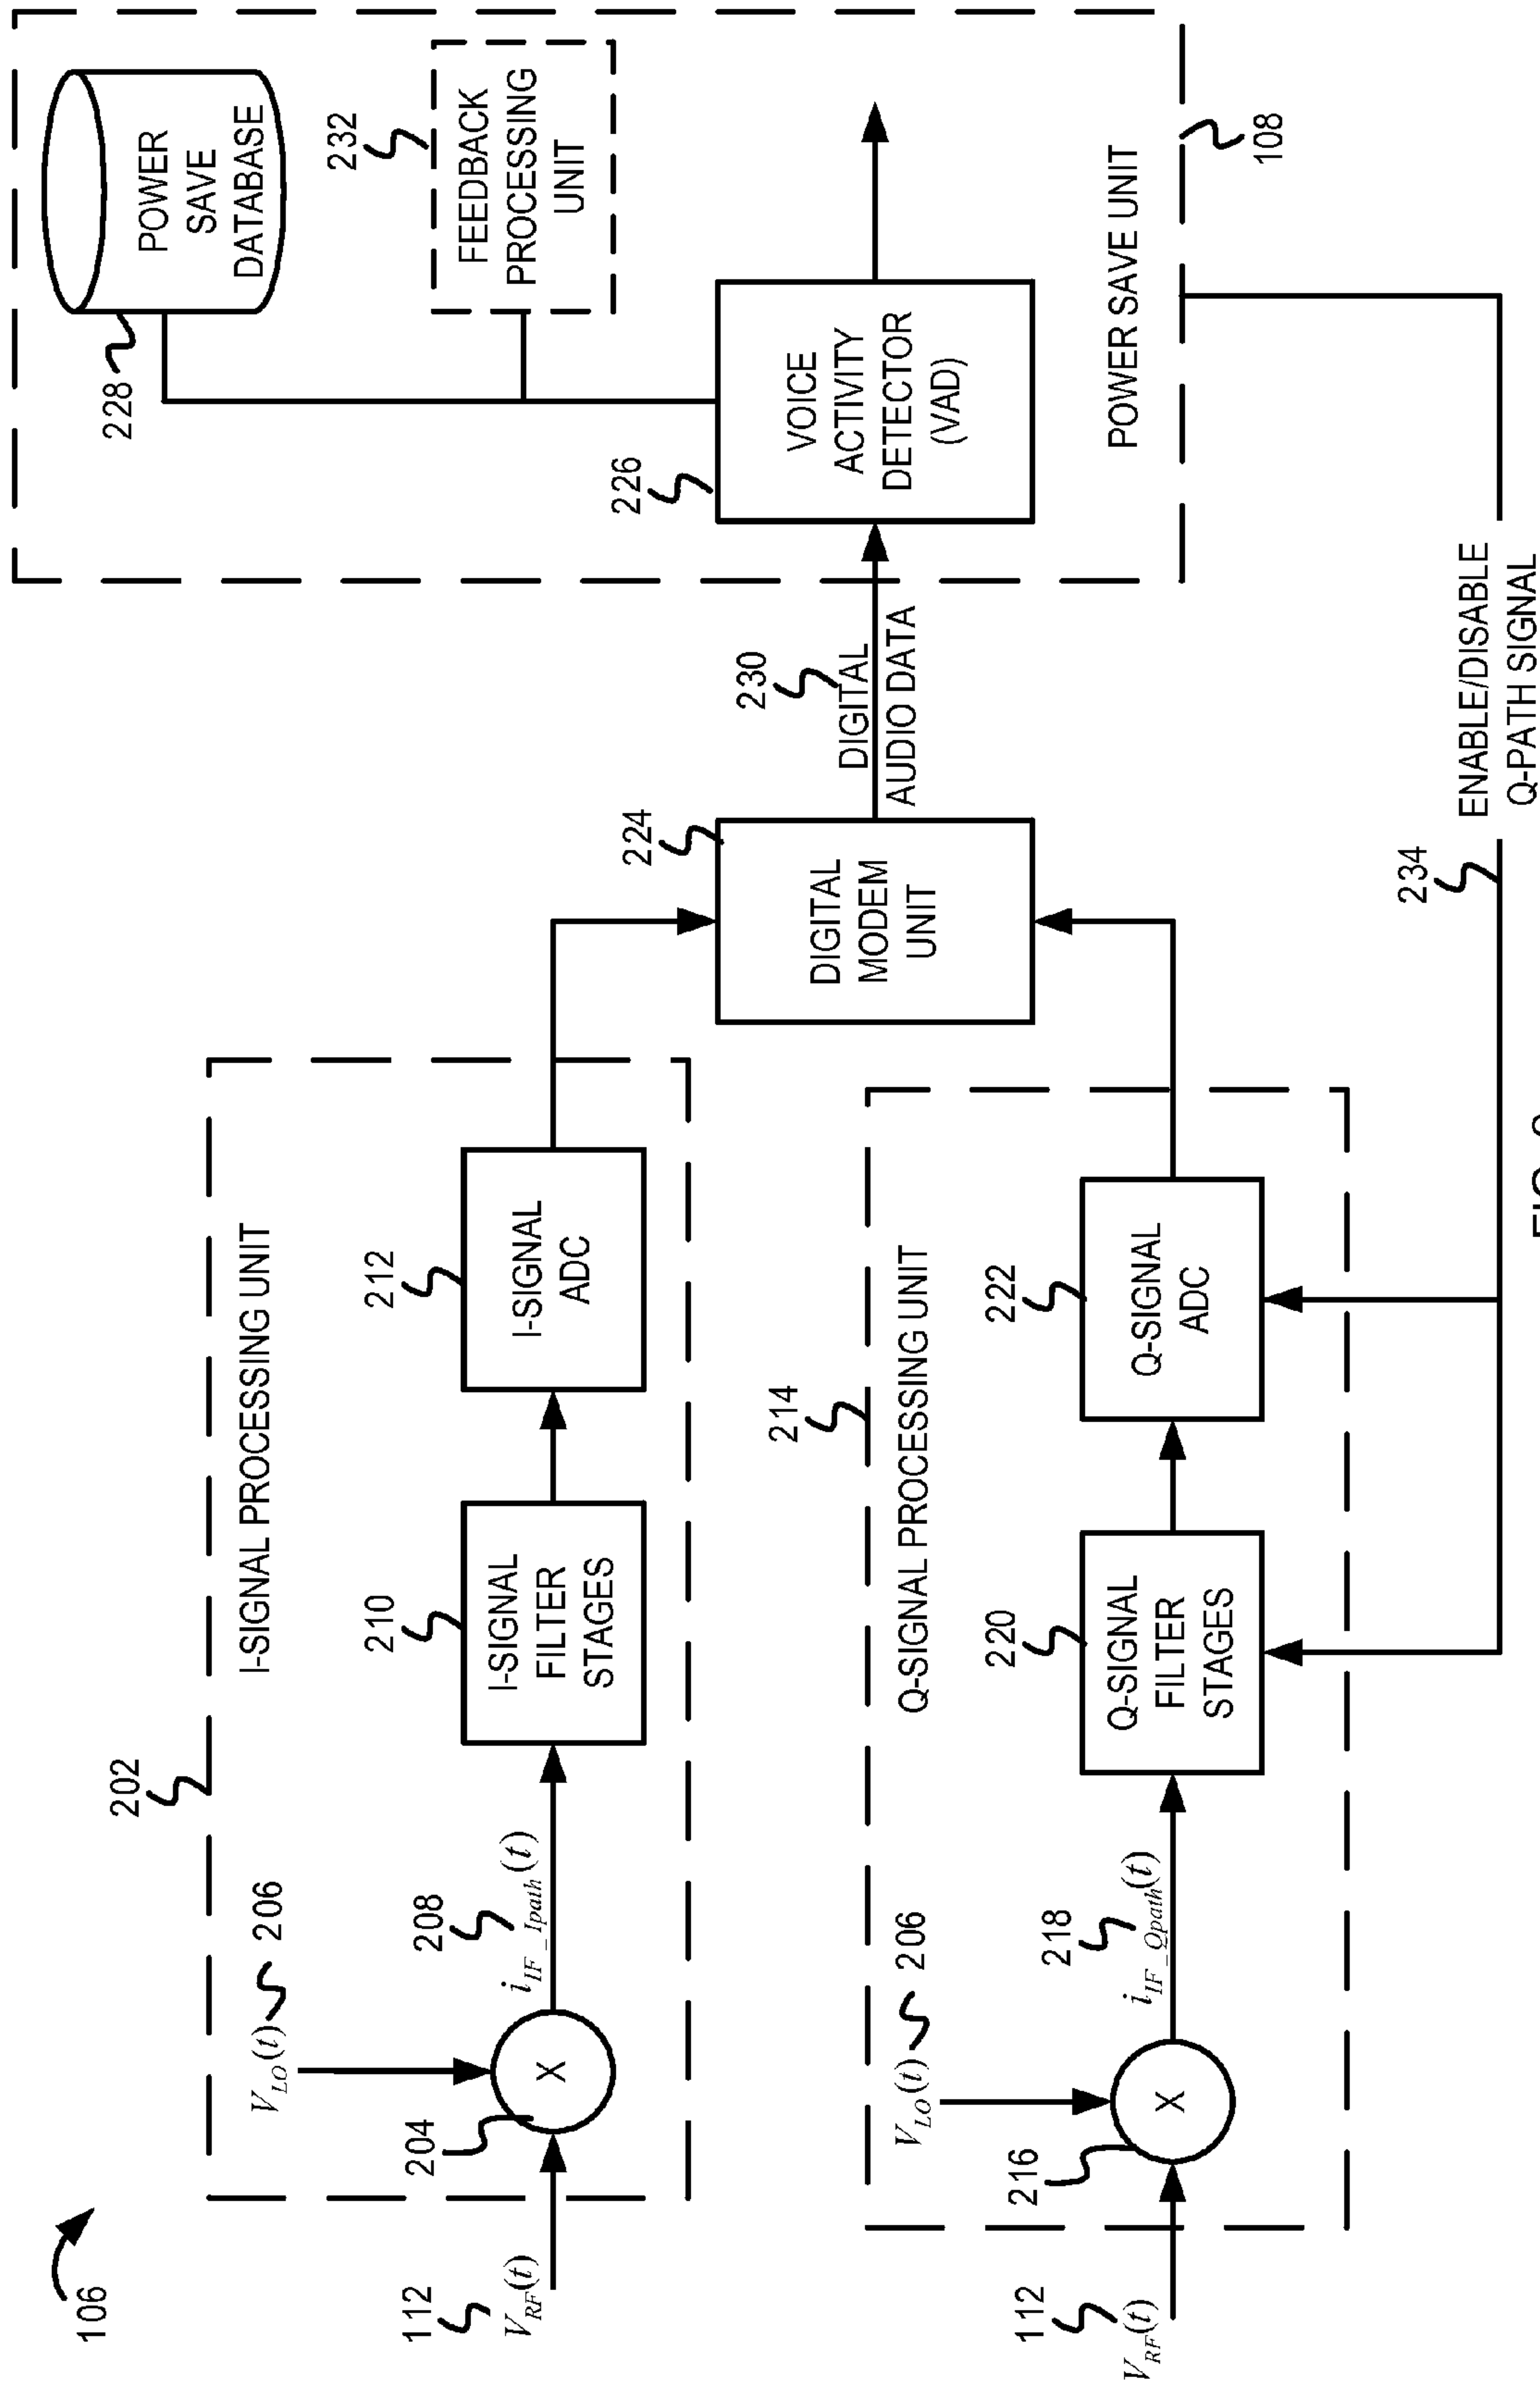 106
202
I-SIGNAL PROCESSING UNIT
V_LO(t) 206
112
V_RF(t)
204
X
208
i_IF_Ipath(t)
210
I-SIGNAL
FILTER
STAGES
212
I-SIGNAL
ADC
214
Q-SIGNAL PROCESSING UNIT
V_LO(t) 206
112
V_RF(t)
216
X
218
i_IF_Qpath(t)
220
Q-SIGNAL
FILTER
STAGES
222
Q-SIGNAL
ADC
224
DIGITAL
MODEM
UNIT
230
DIGITAL
AUDIO DATA
228
POWER
SAVE
DATABASE
232
FEEDBACK
PROCESSING
UNIT
226
VOICE
ACTIVITY
DETECTOR
(VAD)
POWER SAVE UNIT
108
234
ENABLE/DISABLE
Q-PATH SIGNAL
FIG.